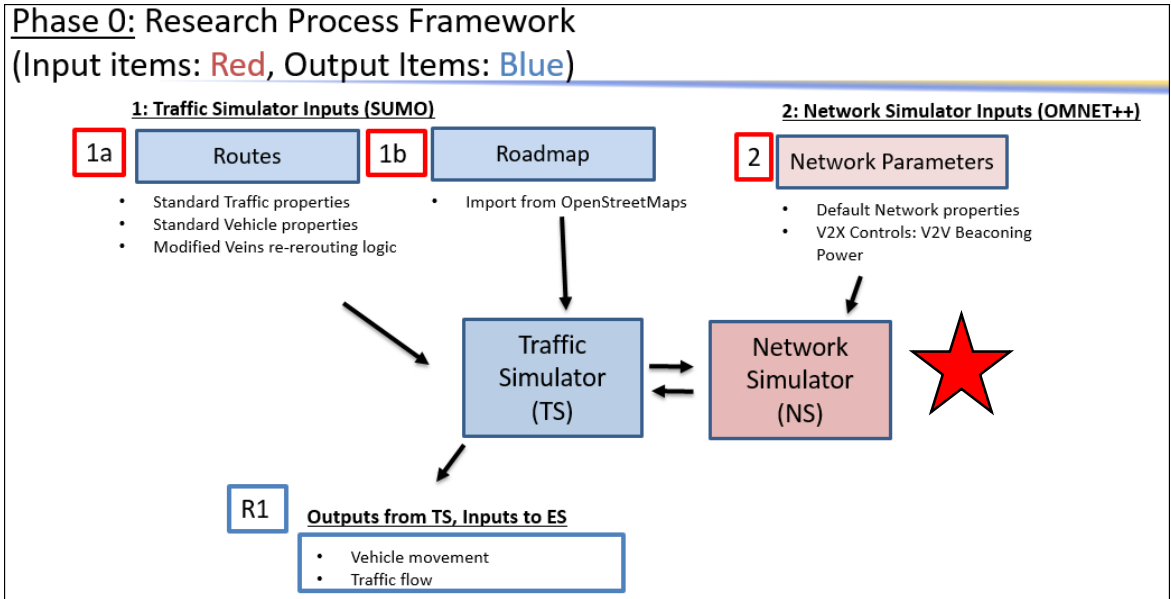 Phase 0: Research Process Framework
(Input items: Red, Output Items: Blue)
1: Traffic Simulator Inputs (SUMO)
2: Network Simulator Inputs (OMNET++)
1a
Routes
1b
Roadmap
2
Network Parameters
• Standard Traffic properties
• Standard Vehicle properties
• Modified Veins re-rerouting logic
• Import from OpenStreetMaps
• Default Network properties
• V2X Controls: V2V Beaconing
Power
Traffic
Simulator
(TS)
Network
Simulator
(NS)
R1
Outputs from TS, Inputs to ES
• Vehicle movement
• Traffic flow